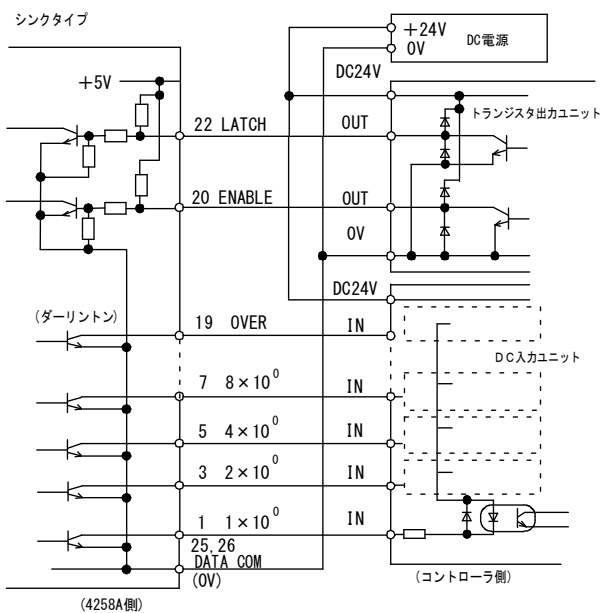 シンクタイプ
+24V
0V
DC電源
+5V
DC24V
トランジスタ出力ユニット
22 LATCH
OUT
20 ENABLE
OUT
0V
DC24V
(ダーリントン)
19 OVER
IN
DC入力ユニット
7 8×10⁰
IN
5 4×10⁰
IN
3 2×10⁰
IN
1 1×10⁰
IN
25,26
DATA COM
(0V)
(コントローラ側)
(4258A側)